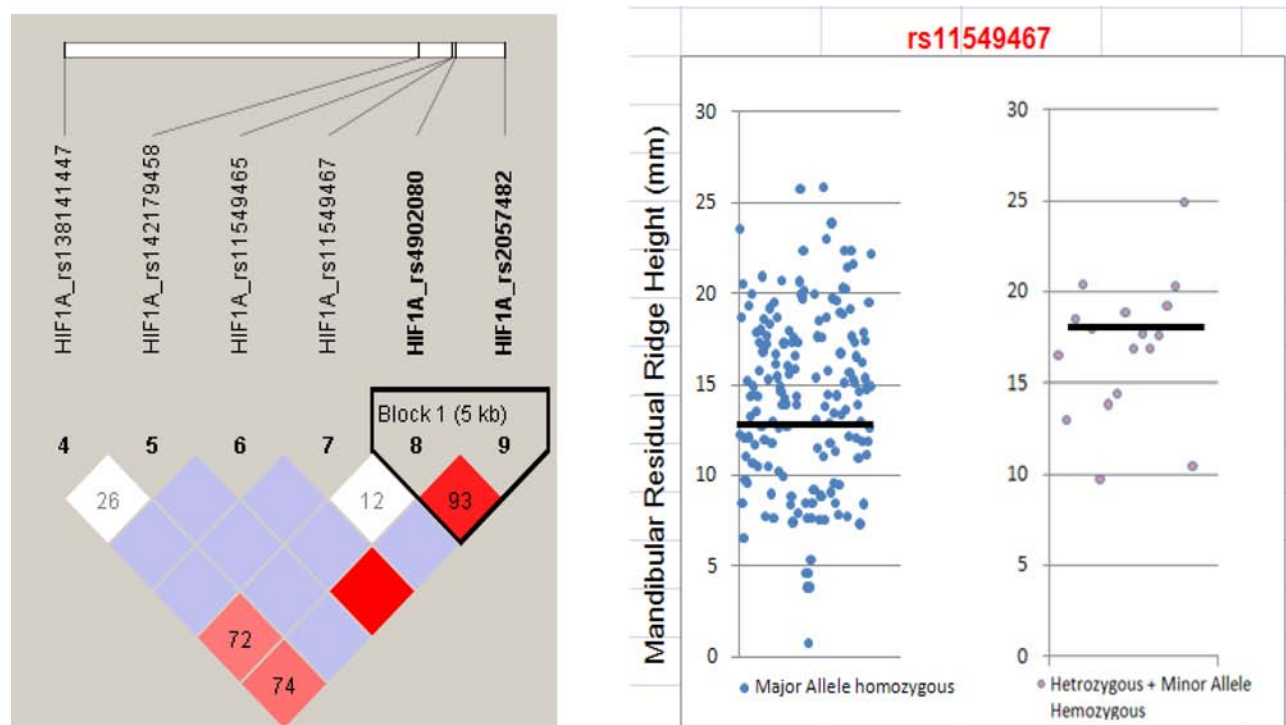 HIF1A_rs138141447
HIF1A_rs142179458
HIF1A_rs11549465
HIF1A_rs11549467
HIF1A_rs4902080
HIF1A_rs2057482
Block 1 (5 kb)
4 5 6 7 8 9
26 12 93
72
74
rs11549467
Mandibular Residual Ridge Height (mm)
30
25
20
15
10
5
0
Major Allele homozygous
30
25
20
15
10
5
0
Hetrozygous + Minor Allele
Hemozygous